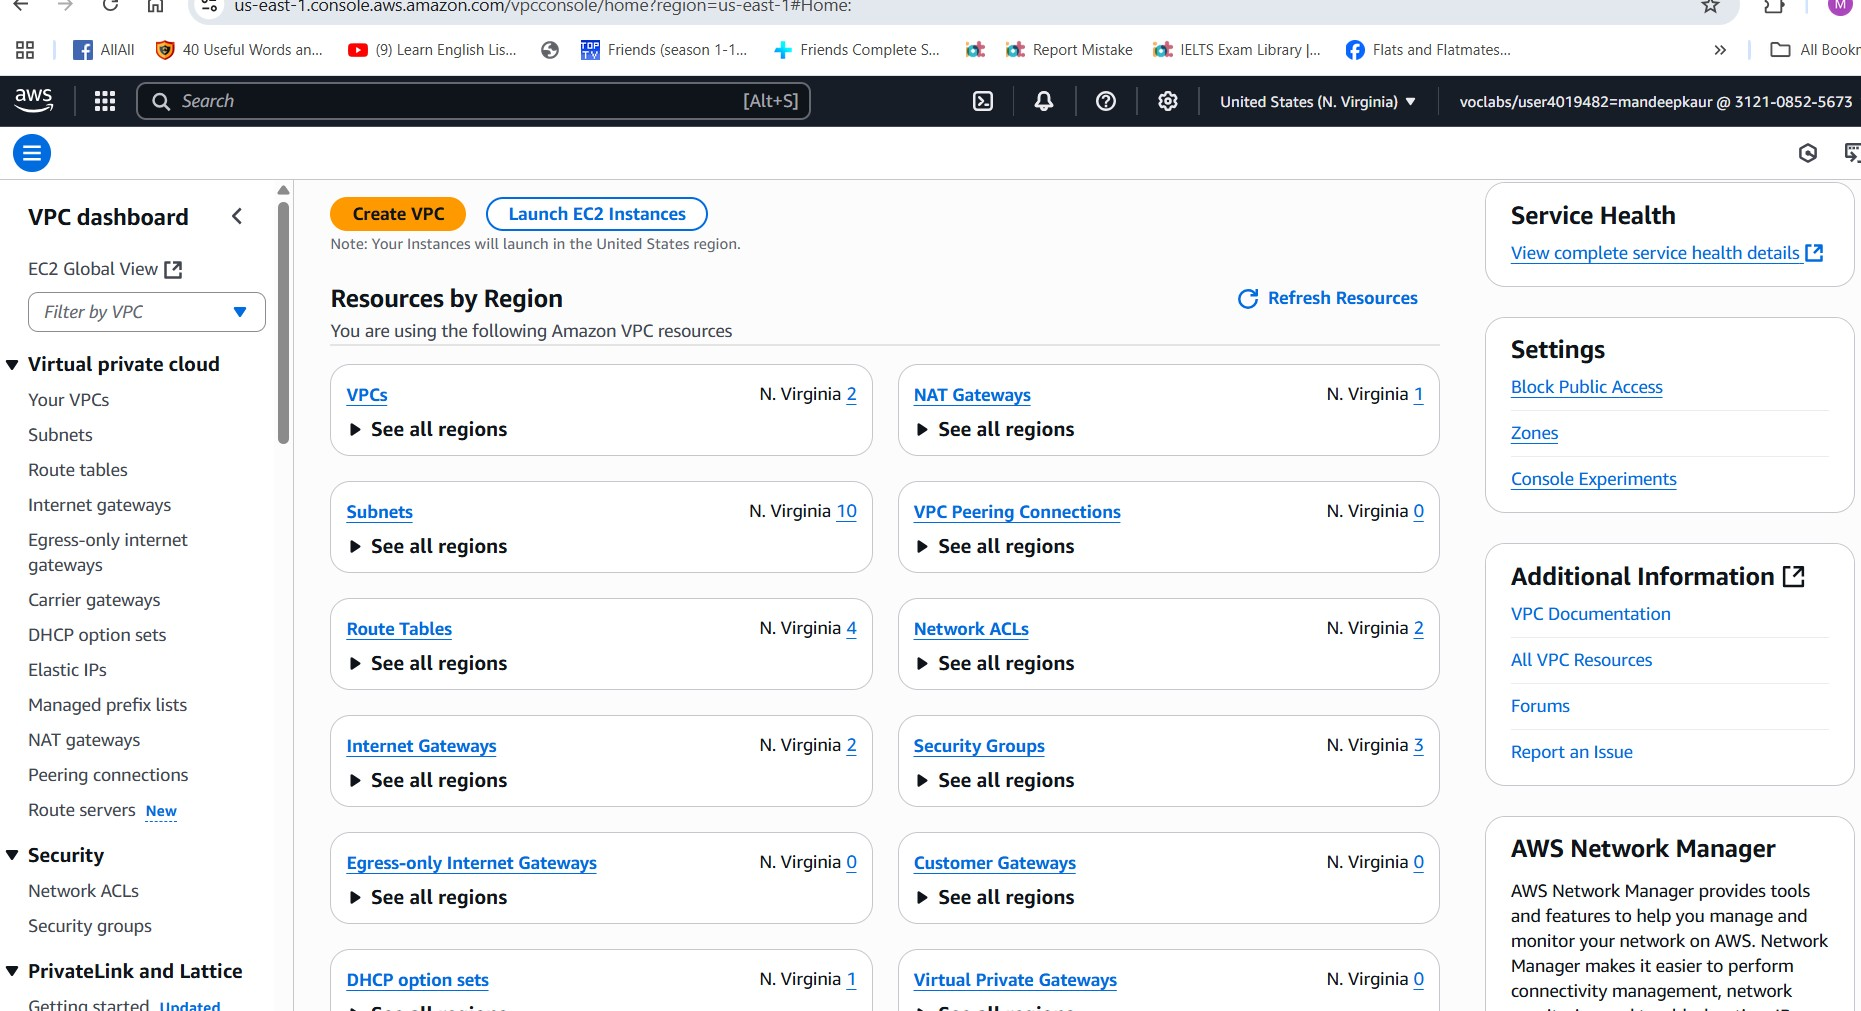 us-east-1.console.aws.amazon.com/vpcconsole/home?region=us-east-1#Home:
M
AllAll
40 Useful Words an...
(9) Learn English Lis...
TOP TV
Friends (season 1-1...
Friends Complete S...
Report Mistake
IELTS Exam Library |...
Flats and Flatmates...
All Bookr
aws
Search
[Alt+S]
United States (N. Virginia)
voclabs/user4019482=mandeepkaur @ 3121-0852-5673
VPC dashboard
EC2 Global View
Filter by VPC
Virtual private cloud
Your VPCs
Subnets
Route tables
Internet gateways
Egress-only internet
gateways
Carrier gateways
DHCP option sets
Elastic IPs
Managed prefix lists
NAT gateways
Peering connections
Route servers New
Security
Network ACLs
Security groups
PrivateLink and Lattice
Getting started Updated
Create VPC
Launch EC2 Instances
Note: Your Instances will launch in the United States region.
Resources by Region
Refresh Resources
You are using the following Amazon VPC resources
VPCs N. Virginia 2
See all regions
NAT Gateways N. Virginia 1
See all regions
Subnets N. Virginia 10
See all regions
VPC Peering Connections N. Virginia 0
See all regions
Route Tables N. Virginia 4
See all regions
Network ACLs N. Virginia 2
See all regions
Internet Gateways N. Virginia 2
See all regions
Security Groups N. Virginia 3
See all regions
Egress-only Internet Gateways N. Virginia 0
See all regions
Customer Gateways N. Virginia 0
See all regions
DHCP option sets N. Virginia 1
See all regions
Virtual Private Gateways N. Virginia 0
See all regions
Service Health
View complete service health details
Settings
Block Public Access
Zones
Console Experiments
Additional Information
VPC Documentation
All VPC Resources
Forums
Report an Issue
AWS Network Manager
AWS Network Manager provides tools
and features to help you manage and
monitor your network on AWS. Network
Manager makes it easier to perform
connectivity management, network